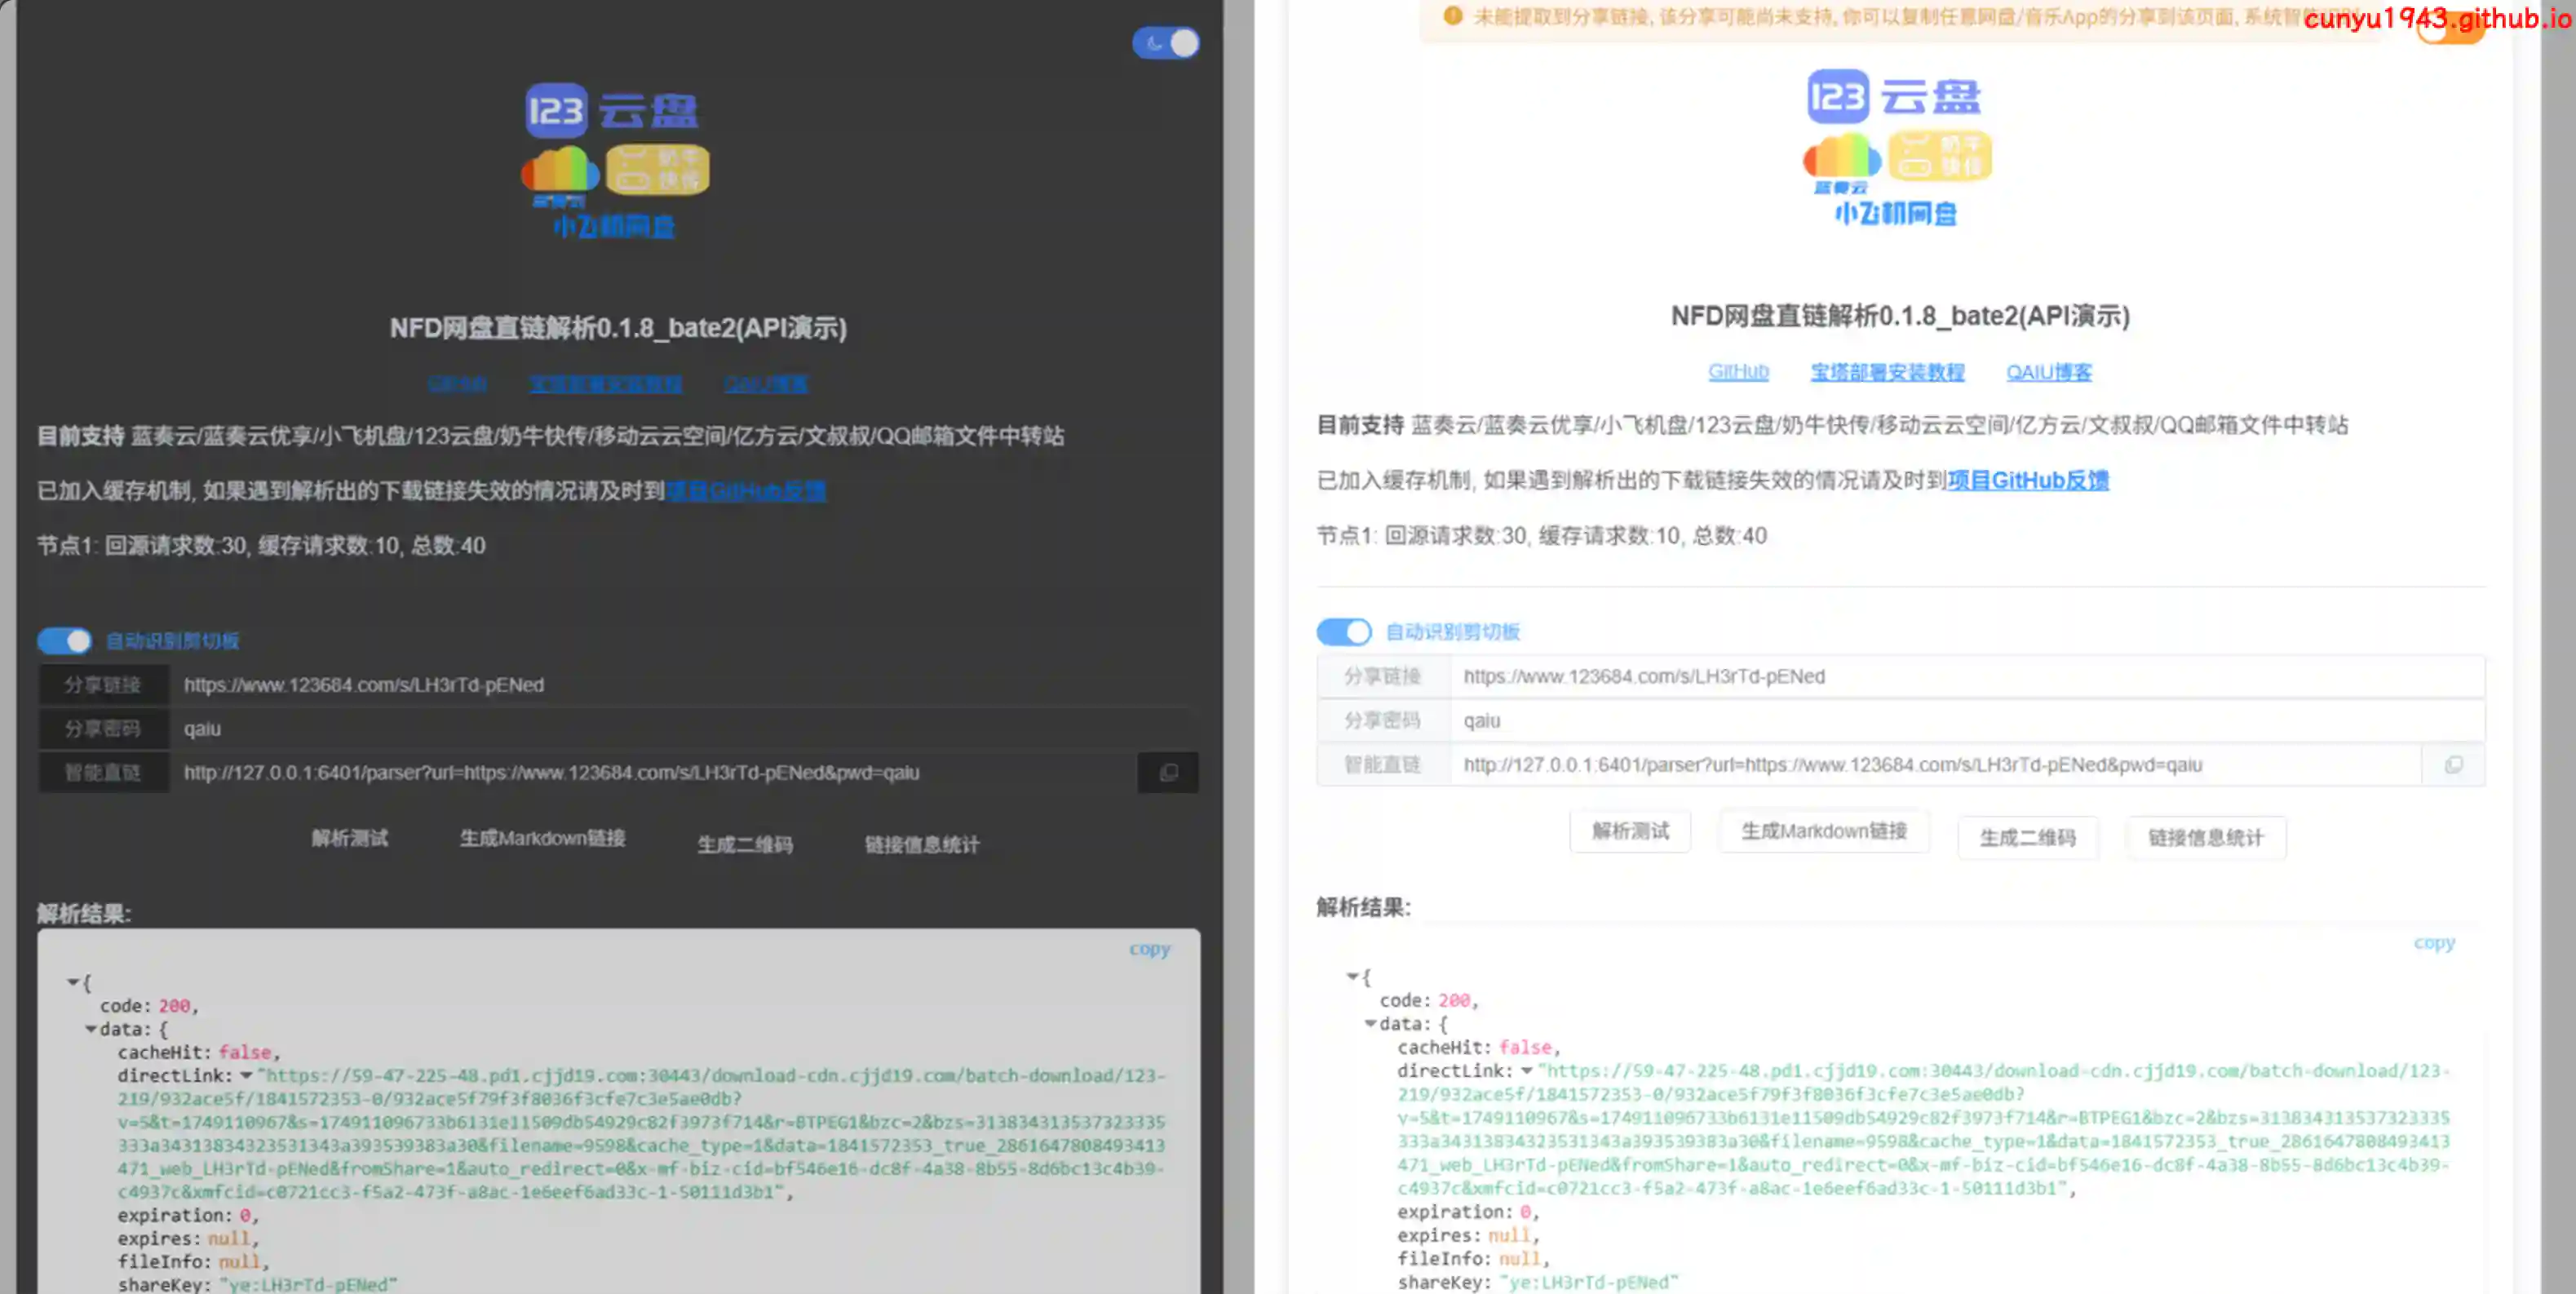 123 云盘
奶牛
快传
蓝奏云
小飞机网盘
NFD网盘直链解析0.1.8_bate2(API演示)
GitHub 宝塔部署安装教程 QAIU博客
目前支持 蓝奏云/蓝奏云优享/小飞机盘/123云盘/奶牛快传/移动云云空间/亿方云/文叔叔/QQ邮箱文件中转站
已加入缓存机制, 如果遇到解析出的下载链接失效的情况请及时到项目GitHub反馈
节点1: 回源请求数:30, 缓存请求数:10, 总数:40
自动识别剪切板
分享链接 https://www.123684.com/s/LH3rTd-pENed
分享密码 qaiu
智能直链 http://127.0.0.1:6401/parser?url=https://www.123684.com/s/LH3rTd-pENed&pwd=qaiu
解析测试 生成Markdown链接 生成二维码 链接信息统计
解析结果:
copy
{
code: 200,
data: {
cacheHit: false,
directLink: "https://59-47-225-48.pd1.cjjd19.com:30443/download-cdn.cjjd19.com/batch-download/123-
219/932ace5f/1841572353-0/932ace5f79f3f8036f3cfe7c3e5ae0db?
v=5&t=1749110967&s=174911096733b6131e11509db54929c82f3973f714&r=BTPEG1&bzc=2&bzs=313834313537323335
333a34313834323531343a393539383a30&filename=9598&cache_type=1&data=1841572353_true_2861647808493413
471_web_LH3rTd-pENed&fromShare=1&auto_redirect=0&x-mf-biz-cid=bf546e16-dc8f-4a38-8b55-8d6bc13c4b39-
c4937c&xmfcid=c0721cc3-f5a2-473f-a8ac-1e6eef6ad33c-1-50111d3b1",
expiration: 0,
expires: null,
fileInfo: null,
shareKey: "ye:LH3rTd-pENed"
未能提取到分享链接, 该分享可能尚未支持, 你可以复制任意网盘/音乐App的分享到该页面, 系统智能
cunyu1943.github.io
123 云盘
奶牛
快传
蓝奏云
小飞机网盘
NFD网盘直链解析0.1.8_bate2(API演示)
GitHub 宝塔部署安装教程 QAIU博客
目前支持 蓝奏云/蓝奏云优享/小飞机盘/123云盘/奶牛快传/移动云云空间/亿方云/文叔叔/QQ邮箱文件中转站
已加入缓存机制, 如果遇到解析出的下载链接失效的情况请及时到项目GitHub反馈
节点1: 回源请求数:30, 缓存请求数:10, 总数:40
自动识别剪切板
分享链接 https://www.123684.com/s/LH3rTd-pENed
分享密码 qaiu
智能直链 http://127.0.0.1:6401/parser?url=https://www.123684.com/s/LH3rTd-pENed&pwd=qaiu
解析测试 生成Markdown链接 生成二维码 链接信息统计
解析结果:
copy
{
code: 200,
data: {
cacheHit: false,
directLink: "https://59-47-225-48.pd1.cjjd19.com:30443/download-cdn.cjjd19.com/batch-download/123-
219/932ace5f/1841572353-0/932ace5f79f3f8036f3cfe7c3e5ae0db?
v=5&t=1749110967&s=174911096733b6131e11509db54929c82f3973f714&r=BTPEG1&bzc=2&bzs=313834313537323335
333a34313834323531343a393539383a30&filename=9598&cache_type=1&data=1841572353_true_2861647808493413
471_web_LH3rTd-pENed&fromShare=1&auto_redirect=0&x-mf-biz-cid=bf546e16-dc8f-4a38-8b55-8d6bc13c4b39-
c4937c&xmfcid=c0721cc3-f5a2-473f-a8ac-1e6eef6ad33c-1-50111d3b1",
expiration: 0,
expires: null,
fileInfo: null,
shareKey: "ye:LH3rTd-pENed"